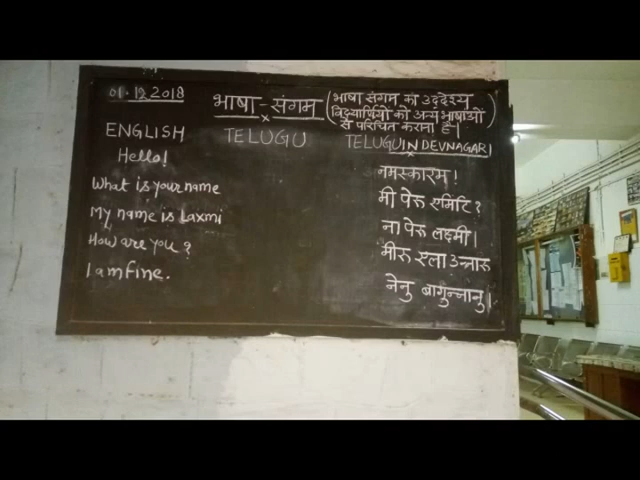 01.12.2018
भाषा - संगम
(भाषा संगम का उद्देश्य
विद्यार्थियों को अन्य भाषाओं
से परिचित कराना है।)
ENGLISH
TELUGU
TELUGU IN DEVNAGARI
Hello!
नमस्कारम!
What is your name
मी पेरू एमिटि?
My name is Laxmi
ना पेरू लक्ष्मी।
How are you?
मीरू एला उन्नारू
I am fine.
नेनु बागुन्नानु।